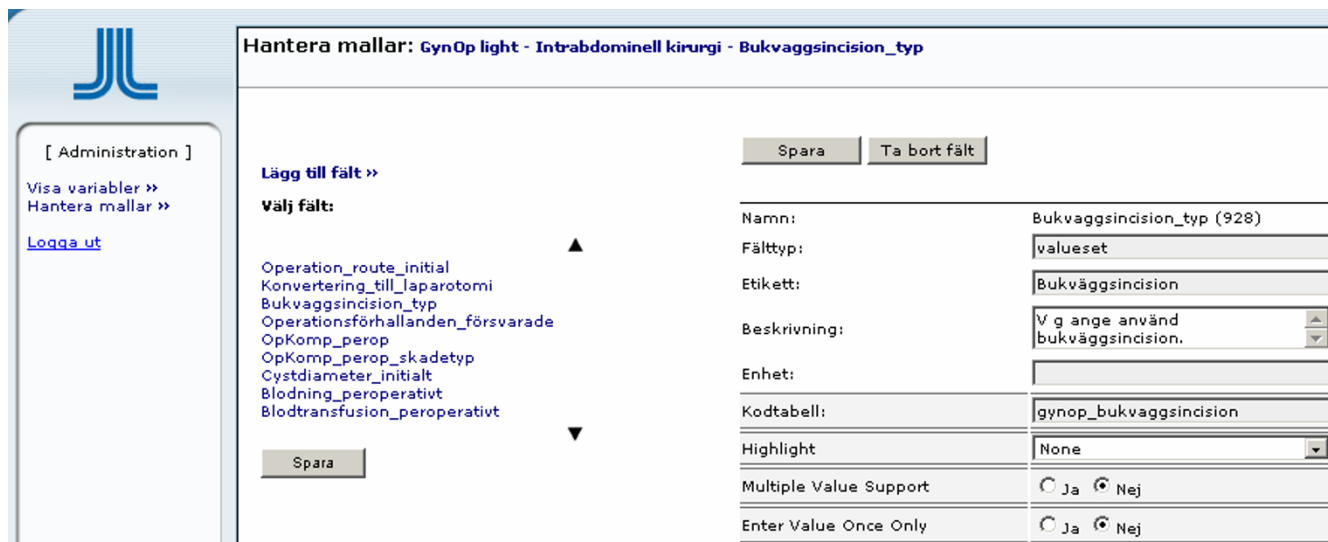 Hantera mallar: GynOp light - Intrabdominell kirurgi - Bukvaggsincision_typ
[ Administration ]
Visa variabler »
Hantera mallar »
Logga ut
Lägg till fält »
Välj fält:
Operation_route_initial
Konvertering_till_laparotomi
Bukvaggsincision_typ
Operationsförhallanden_försvarade
OpKomp_perop
OpKomp_perop_skadetyp
Cystdiameter_initialt
Blodning_peroperativt
Blodtransfusion_peroperativt
Spara
Spara Ta bort fält
Namn: Bukvaggsincision_typ (928)
Fälttyp: valueset
Etikett: Bukväggsincision
Beskrivning: V g ange använd
bukväggsincision.
Enhet:
Kodtabell: gynop_bukvaggsincision
Highlight None
Multiple Value Support Ja Nej
Enter Value Once Only Ja Nej